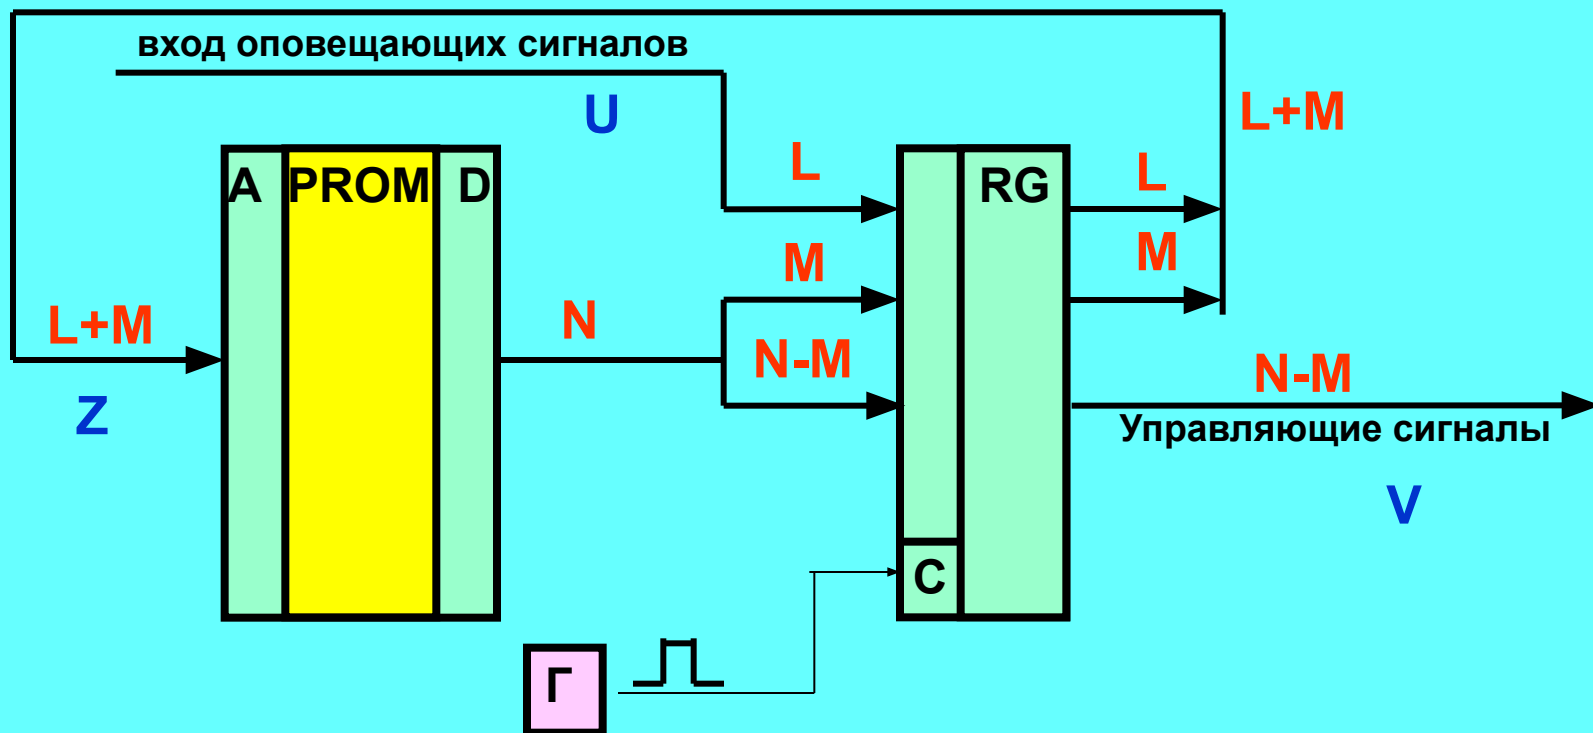 вход оповещающих сигналов
U
L+M
A
PROM
D
L
RG
L
M
M
L+M
N
N-M
N-M
Z
Управляющие сигналы
V
C
Г